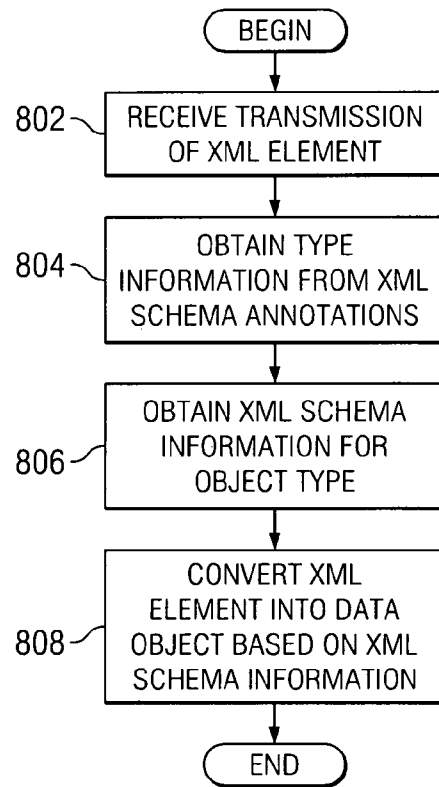 BEGIN
802
RECEIVE TRANSMISSION
OF XML ELEMENT
804
OBTAIN TYPE
INFORMATION FROM XML
SCHEMA ANNOTATIONS
806
OBTAIN XML SCHEMA
INFORMATION FOR
OBJECT TYPE
808
CONVERT XML
ELEMENT INTO DATA
OBJECT BASED ON XML
SCHEMA INFORMATION
END